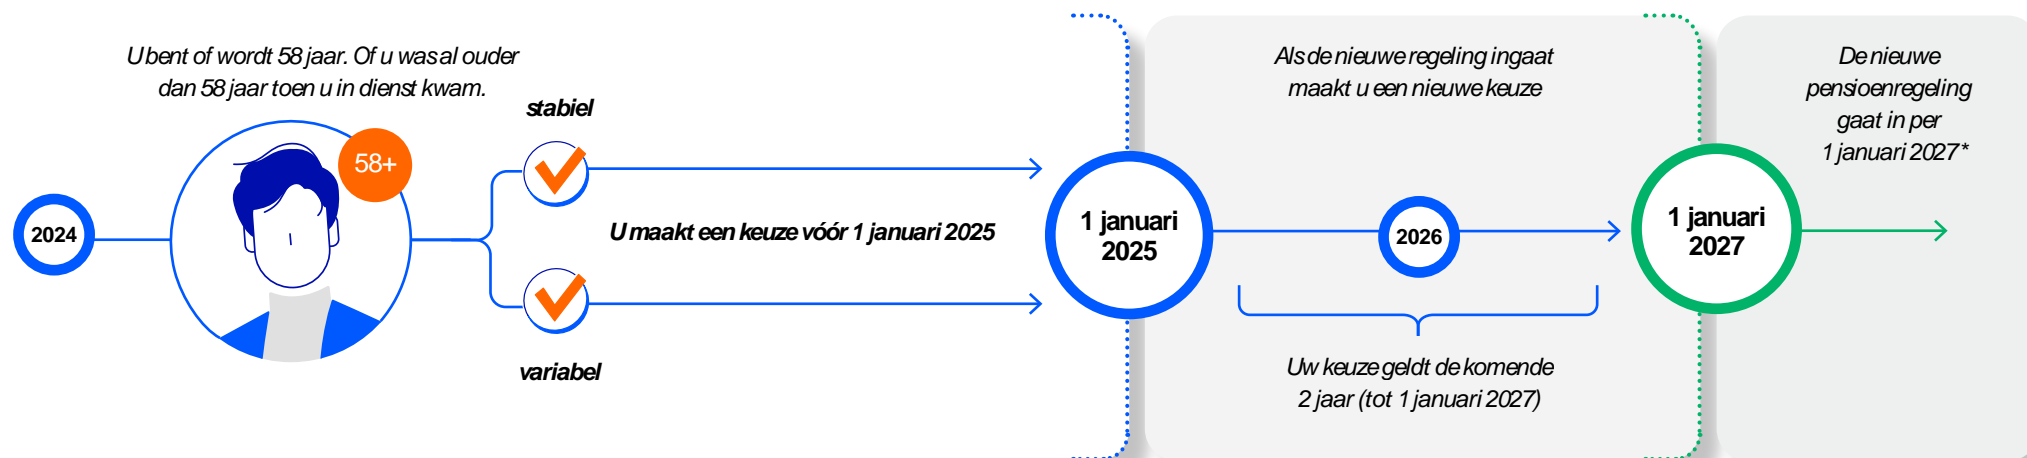 2024
U bent of wordt 58 jaar. Of u was al ouder
dan 58 jaar toen u in dienst kwam.
58+
stabiel
U maakt een keuze vóór 1 januari 2025
variabel
1 januari
2025
Als de nieuwe regeling ingaat
maakt u een nieuwe keuze
2026
Uw keuze geldt de komende
2 jaar (tot 1 januari 2027)
1 januari
2027
De nieuwe
pensioenregeling
gaat in per
1 januari 2027*